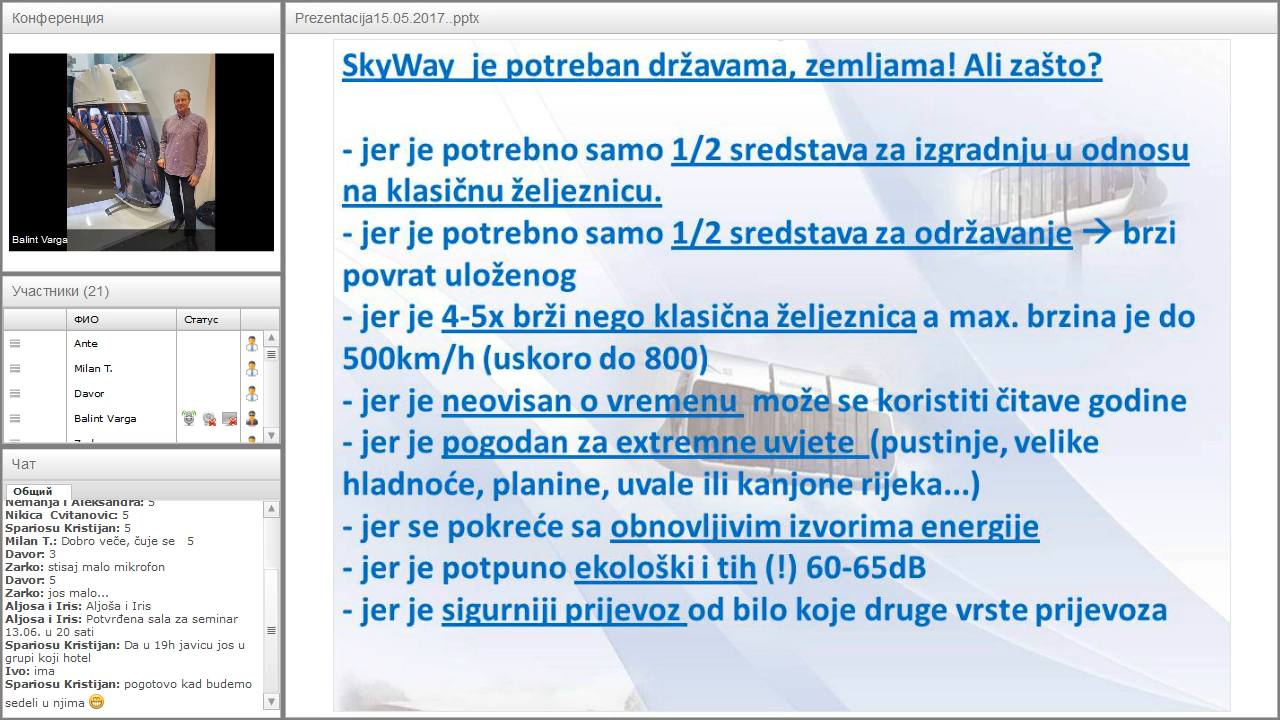 Конференция
Balint Varga
Участники (21)
ФИО
Статус
Ante
Milan T.
Davor
Balint Varga
Чат
Общий
Nemanja i Aleksandra: 5
Nikica Cvitanovic: 5
Spariosu Kristijan: 5
Milan T.: Dobro veče, čuje se 5
Davor: 3
Zarko: stisaj malo mikrofon
Davor: 5
Zarko: jos malo...
Aljosa i Iris: Aljoša i Iris
Aljosa i Iris: Potvrđena sala za seminar
13.06. u 20 sati
Spariosu Kristijan: Da u 19h javicu jos u
grupi koji hotel
Ivo: ima
Spariosu Kristijan: pogotovo kad budemo
sedeli u njima
Prezentacija15.05.2017..pptx
SkyWay je potreban državama, zemljama! Ali zašto?
- jer je potrebno samo 1/2 sredstava za izgradnju u odnosu
na klasičnu željeznicu.
- jer je potrebno samo 1/2 sredstava za održavanje → brzi
povrat uloženog
- jer je 4-5x brži nego klasična željeznica a max. brzina je do
500km/h (uskoro do 800)
- jer je neovisan o vremenu može se koristiti čitave godine
- jer je pogodan za extremne uvjete (pustinje, velike
hladnoće, planine, uvale ili kanjone rijeka...)
- jer se pokreće sa obnovljivim izvorima energije
- jer je potpuno ekološki i tih (!) 60-65dB
- jer je sigurniji prijevoz od bilo koje druge vrste prijevoza